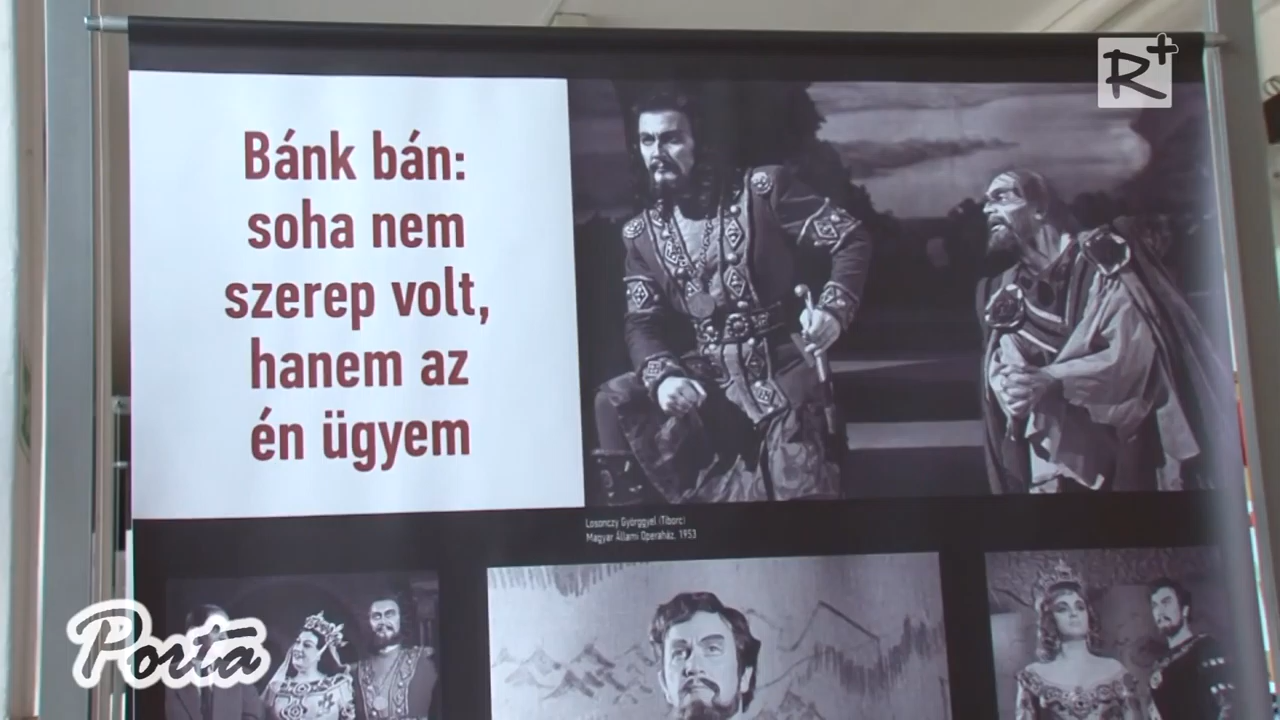 R+
Bánk bán:
soha nem
szerep volt,
hanem az
én ügyem
Losonczy Györggyel (Tiborc)
Magyar Állami Operaház, 1953
Porta